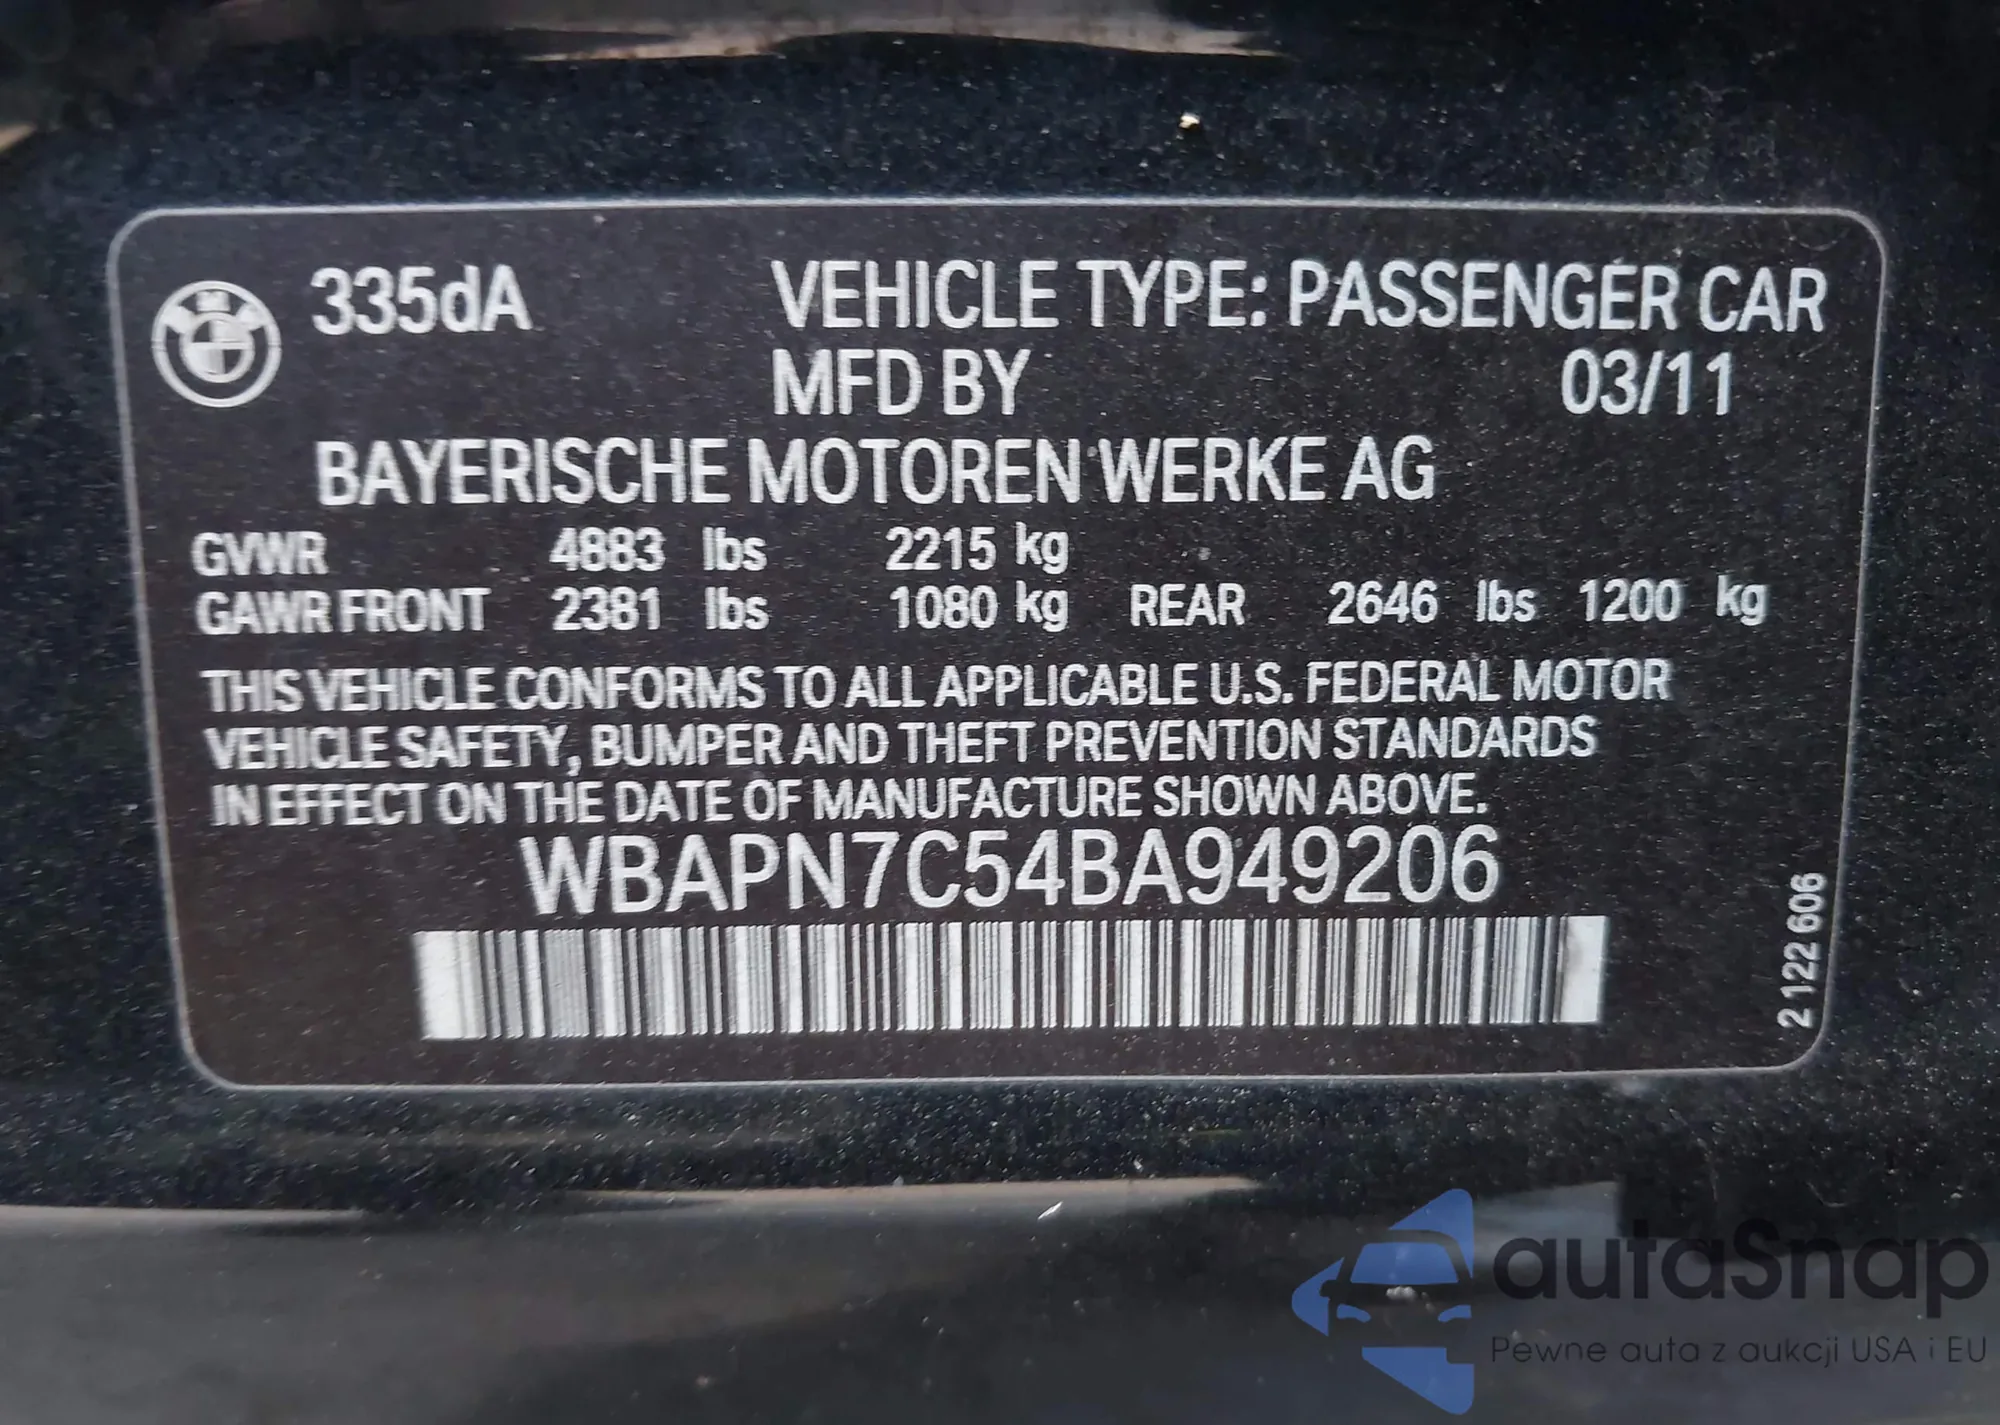 335dA VEHICLE TYPE: PASSENGER CAR
MFD BY 03/11
BAYERISCHE MOTOREN WERKE AG
GVWR 4883 lbs 2215 kg
GAWR FRONT 2381 lbs 1080 kg REAR 2646 lbs 1200 kg
THIS VEHICLE CONFORMS TO ALL APPLICABLE U.S. FEDERAL MOTOR
VEHICLE SAFETY, BUMPER AND THEFT PREVENTION STANDARDS
IN EFFECT ON THE DATE OF MANUFACTURE SHOWN ABOVE.
WBAPN7C54BA949206
2 122 606
autaSnap
Pewne auta z aukcji USA i EU